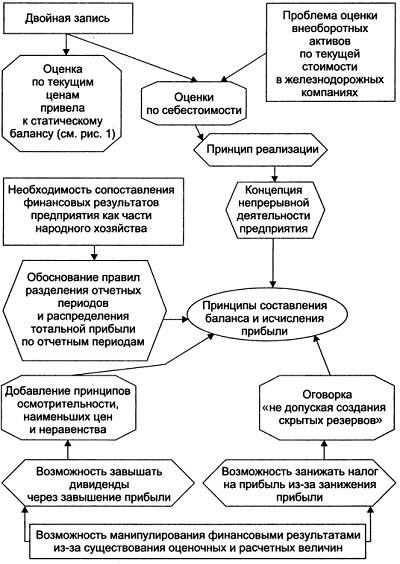 Двойная запись
Проблема оценки
внеоборотных
активов
по текущей
стоимости
в железнодорожных
компаниях
Оценка
по текущим
ценам
привела
к статическому
балансу (см. рис. 1)
Оценки
по себестоимости
Принцип реализации
Необходимость сопоставления
финансовых результатов
предприятия как части
народного хозяйства
Концепция
непрерывной
деятельности
предприятия
Обоснование правил
разделения отчетных
периодов
и распределения
тотальной прибыли
по отчетным периодам
Принципы составления
баланса и исчисления
прибыли
Добавление принципов
осмотрительности,
наименьших цен
и неравенства
Оговорка
«не допуская создания
скрытых резервов»
Возможность завышать
дивиденды
через завышение прибыли
Возможность занижать налог
на прибыль из-за занижения
прибыли
Возможность манипулирования финансовыми результатами
из-за существования оценочных и расчетных величин